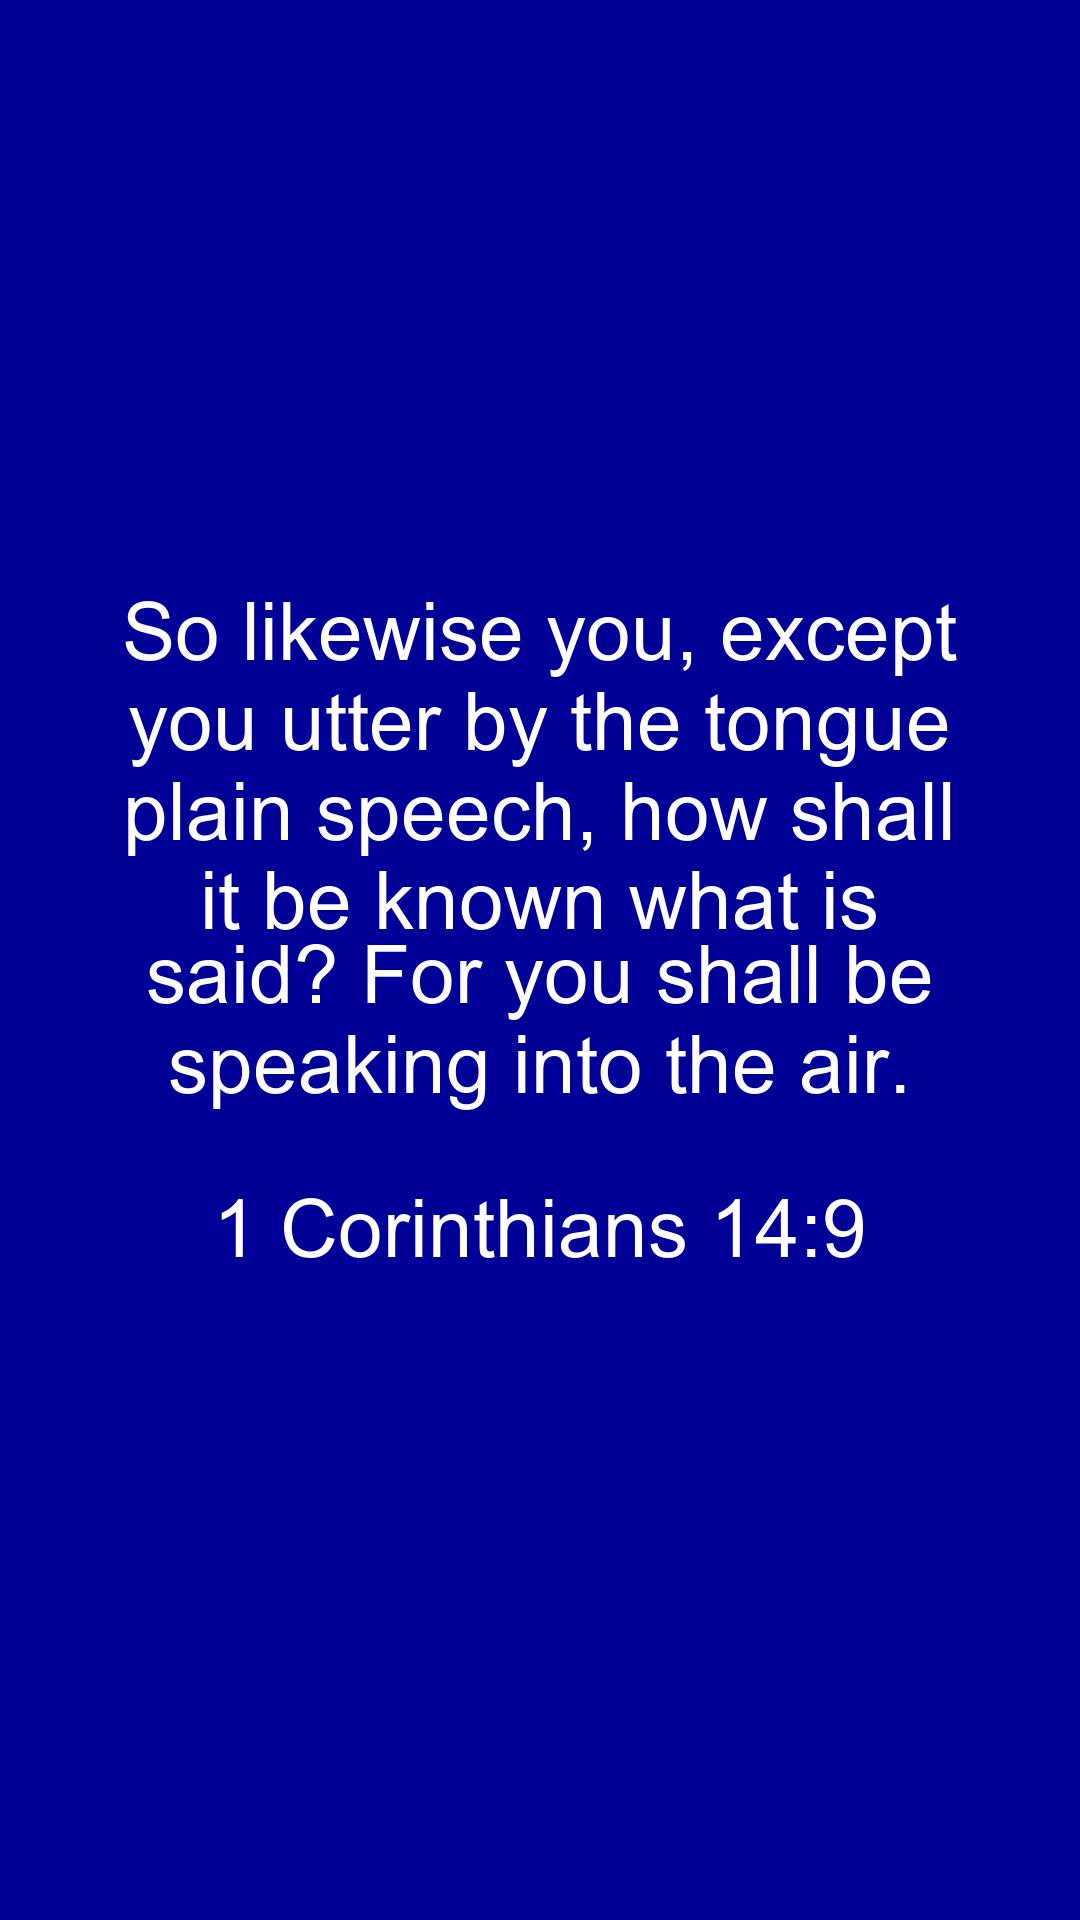 So likewise you, except
you utter by the tongue
plain speech, how shall
it be known what is
said? For you shall be
speaking into the air.
1 Corinthians 14:9